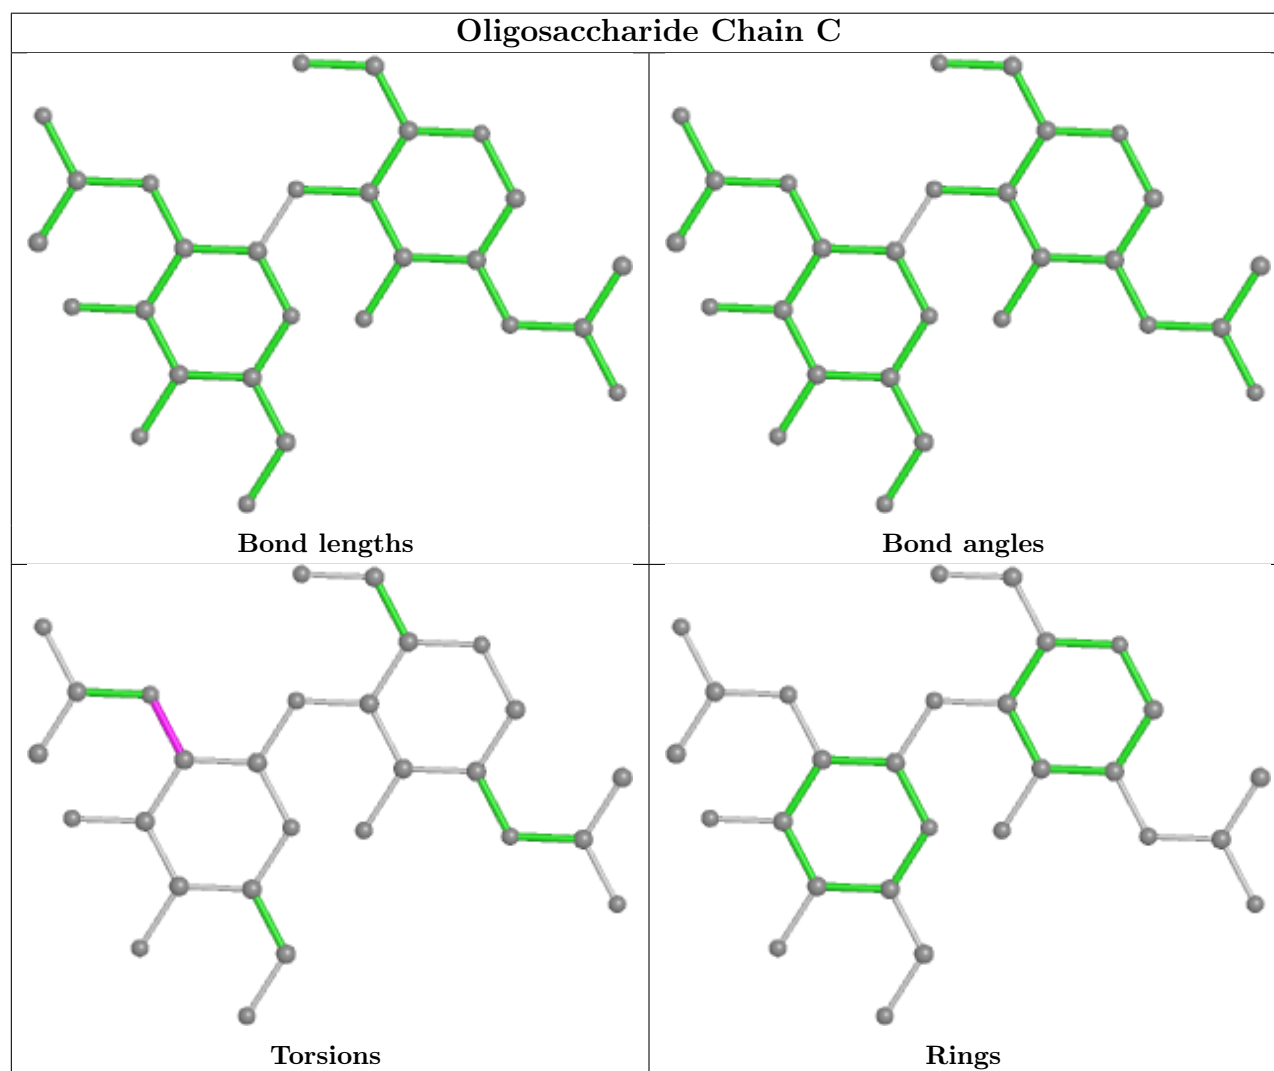 Oligosaccharide Chain C
Bond lengths
Bond angles
Torsions
Rings